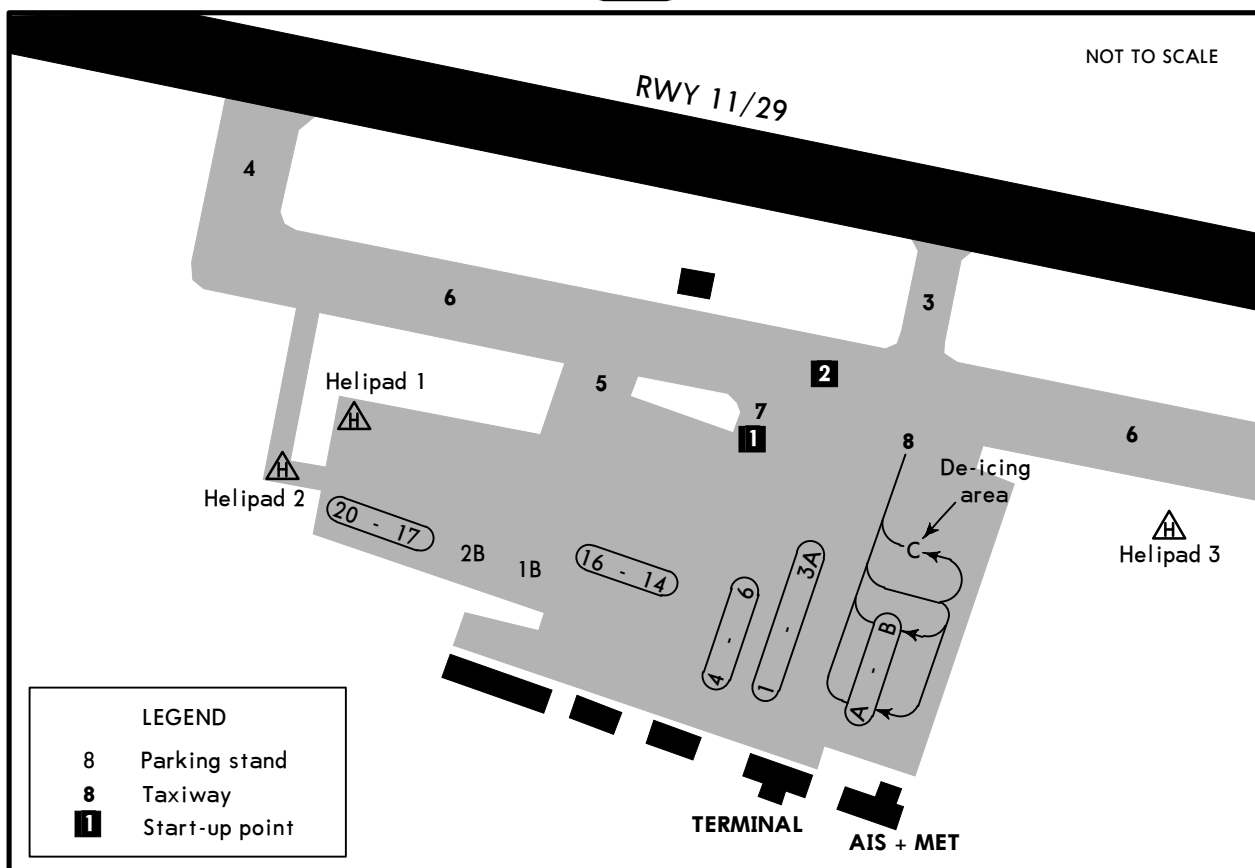 NOT TO SCALE
RWY 11/29
4
6
3
2
5
7
1
8
6
Helipad 1
H
H
Helipad 2
De-icing
area
C
H
Helipad 3
20 - 17
2B
1B
16 - 14
4 - 6
1 - 3A
A - B
LEGEND
8 Parking stand
8 Taxiway
1 Start-up point
TERMINAL
AIS + MET